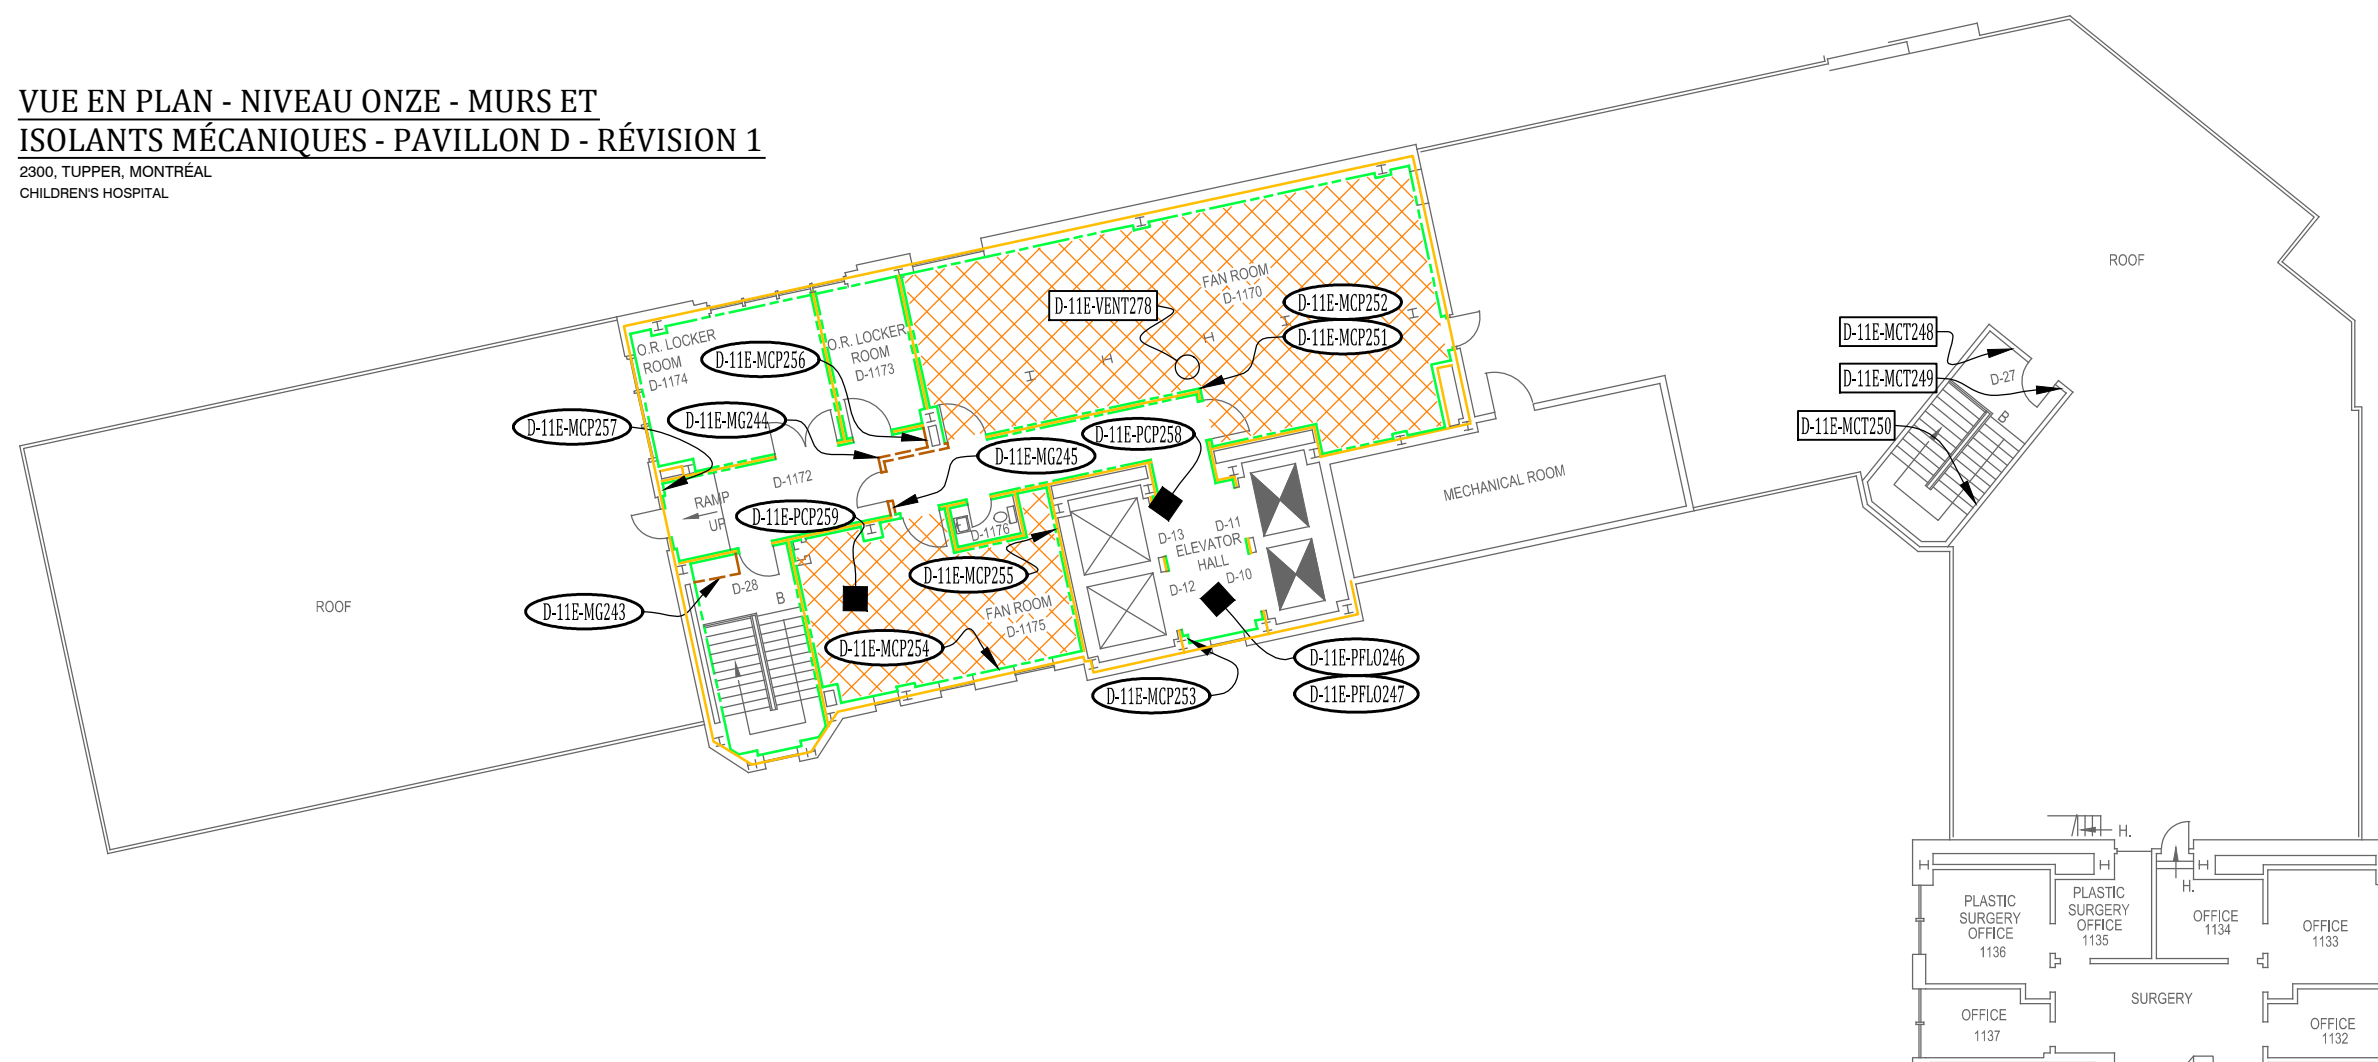 VUE EN PLAN - NIVEAU ONZE - MURS ET
ISOLANTS MÉCANIQUES - PAVILLON D - RÉVISION 1
2300, TUPPER, MONTRÉAL
CHILDREN'S HOSPITAL
ROOF
FAN ROOM
D-1170
D-11E-VENT278
D-11E-MCP252
D-11E-MCP251
O.R. LOCKER
ROOM
D-1174
O.R. LOCKER
ROOM
D-1173
D-11E-MCP256
D-11E-MCT248
D-11E-MCT249
D-27
D-11E-MCT250
B
D-11E-MCP257
D-11E-MG244
D-11E-PCP258
D-11E-MG245
D-1172
MECHANICAL ROOM
RAMP
UP
D-11E-PCP259
D-1176
D-13
D-11
ELEVATOR
HALL
D-12
D-10
D-11E-MCP255
D-28
B
D-11E-MG243
ROOF
FAN ROOM
D-1175
D-11E-MCP254
D-11E-MCP253
D-11E-PFLO246
D-11E-PFLO247
H.
H.
PLASTIC
SURGERY
OFFICE
1136
PLASTIC
SURGERY
OFFICE
1135
OFFICE
1134
OFFICE
1133
SURGERY
OFFICE
1137
OFFICE
1132